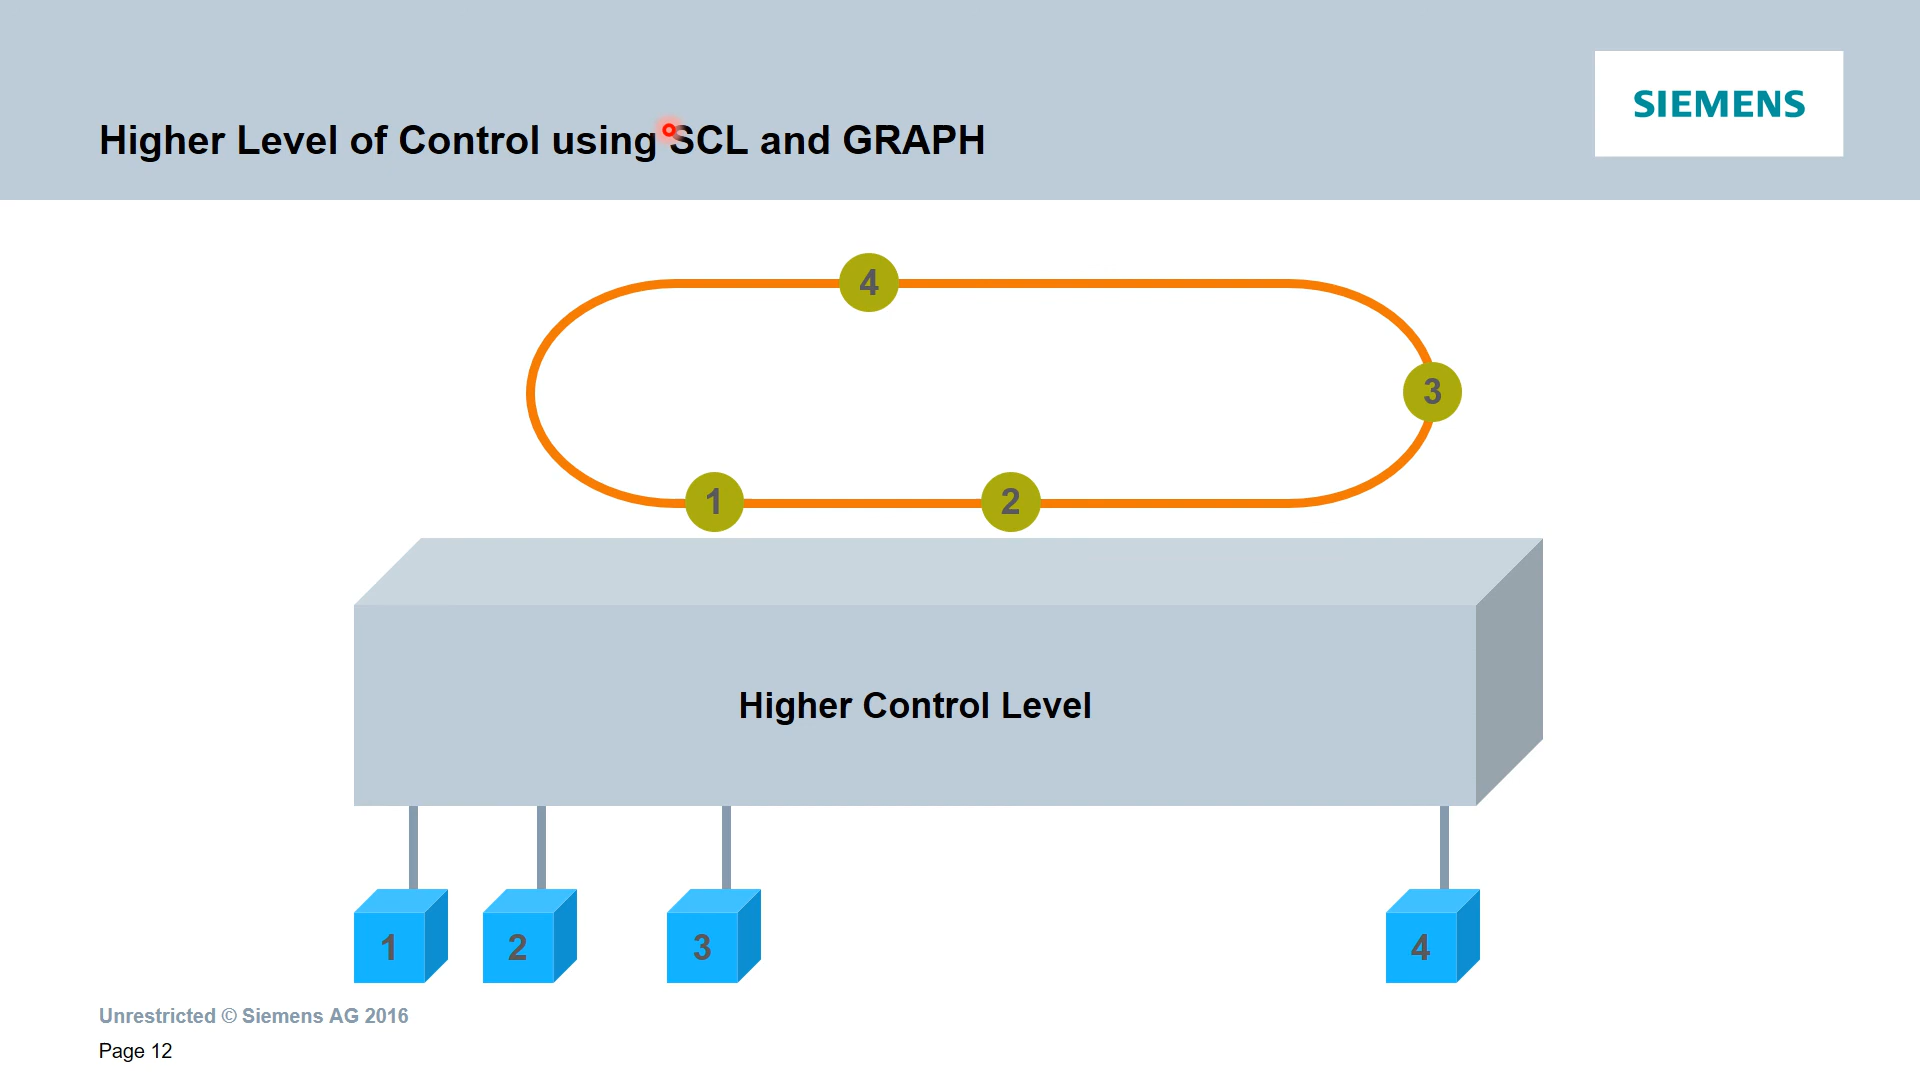 SIEMENS
Higher Level of Control using SCL and GRAPH
4
3
1
2
Higher Control Level
1
2
3
4
Unrestricted © Siemens AG 2016
Page 12